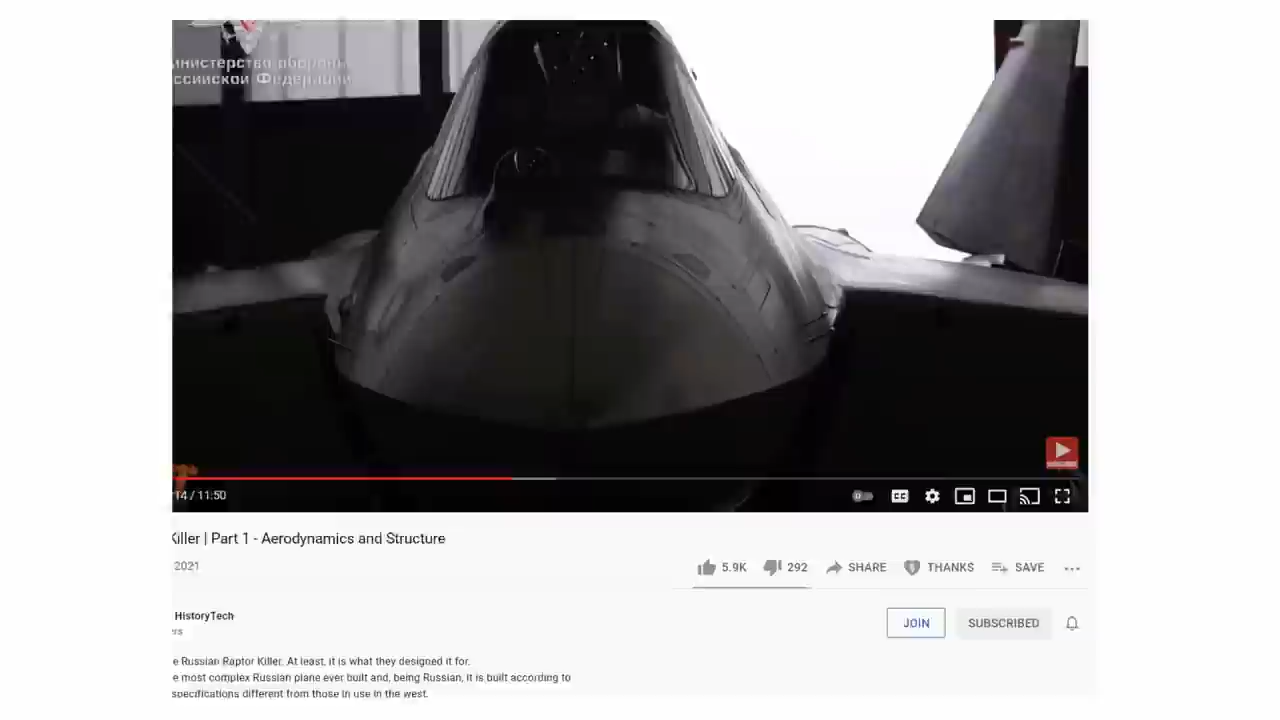 инистерство обороны
ссийской Федерации
14 / 11:50
Killer | Part 1 - Aerodynamics and Structure
2021
5.9K
292
SHARE
THANKS
SAVE
HistoryTech
ers
JOIN
SUBSCRIBED
e Russian Raptor Killer. At least, it is what they designed it for.
e most complex Russian plane ever built and, being Russian, it is built according to
specifications different from those in use in the west.